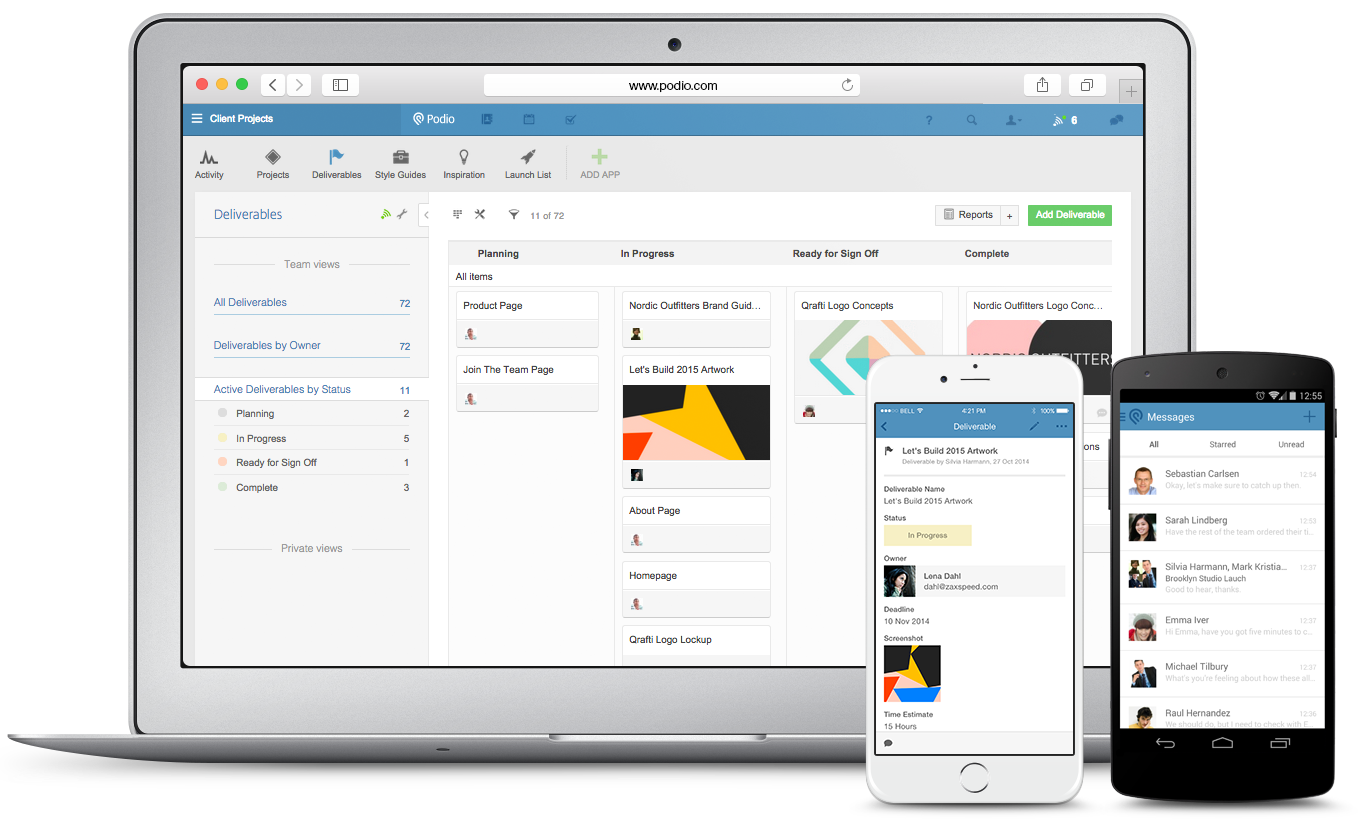 www.podio.com
Client Projects
Podio
?
6
Activity
Projects
Deliverables
Style Guides
Inspiration
Launch List
ADD APP
Deliverables
11 of 72
Reports
+
Add Deliverable
Team views
All Deliverables 72
Deliverables by Owner 72
Active Deliverables by Status 11
Planning 2
In Progress 5
Ready for Sign Off 1
Complete 3
Private views
Planning
In Progress
Ready for Sign Off
Complete
All items
Product Page
Join The Team Page
Nordic Outfitters Brand Guid...
Let's Build 2015 Artwork
About Page
Homepage
Qrafti Logo Lockup
Qrafti Logo Concepts
Nordic Outfitters Logo Conc...
NORDIC OUTFITTERS
ons
BELL 4:21 PM 100%
Deliverable
Let's Build 2015 Artwork
Deliverable by Silvia Harmann, 27 Oct 2014
Deliverable Name
Let's Build 2015 Artwork
Status
In Progress
Owner
Lena Dahl
dahl@zaxspeed.com
Deadline
10 Nov 2014
Screenshot
Time Estimate
15 Hours
12:55
Messages
All Starred Unread
Sebastian Carlsen 12:54
Okay, let's make sure to catch up then.
Sarah Lindberg 12:53
Have the rest of the team ordered their ti...
Silvia Harmann, Mark Kristia... 12:37
Brooklyn Studio Lauch
Good to hear, thanks.
Emma Iver 12:37
Hi Emma, have you got five minutes to c...
Michael Tilbury 12:37
What's you're feeling about how these all...
Raul Hernandez 12:36
We should do, but I need to check with E...